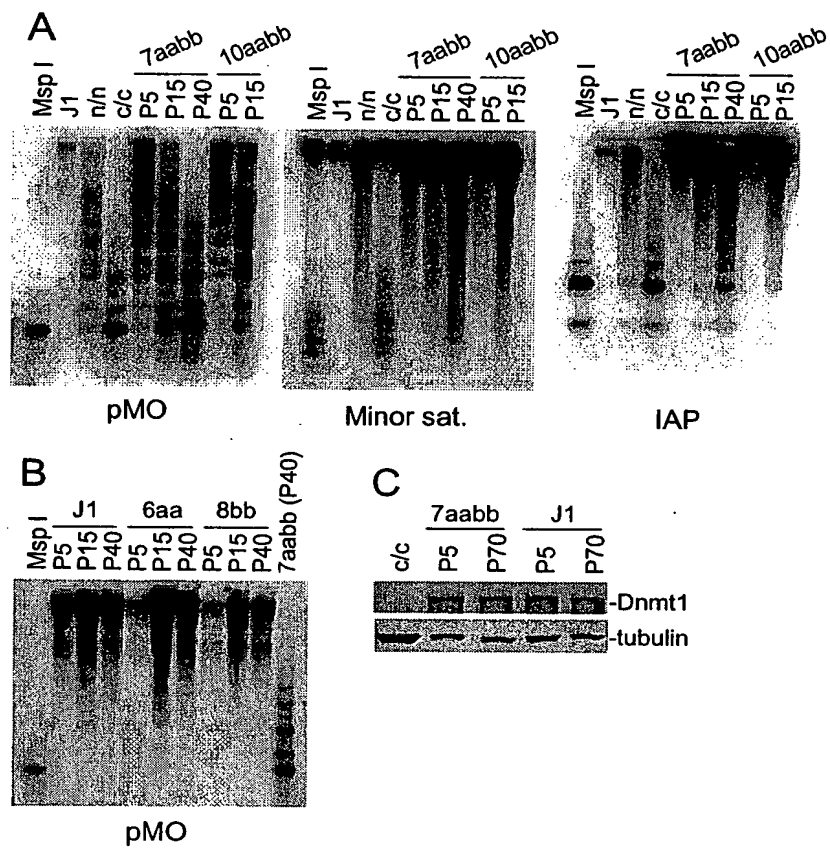 A
7aabb
10aabb
7aabb
10aabb
7aabb
10aabb
Msp I
J1
n/n
c/c
P5
P15
P40
P5
P15
Msp I
J1
n/n
c/c
P5
P15
P40
P5
P15
Msp I
J1
n/n
c/c
P5
P15
P40
P5
P15
pMO
Minor sat.
IAP
B
J1
6aa
8bb
Msp I
P5
P15
P40
P5
P15
P40
P5
P15
P40
7aabb (P40)
pMO
C
7aabb
J1
c/c
P5
P70
P5
P70
-Dnmt1
-tubulin